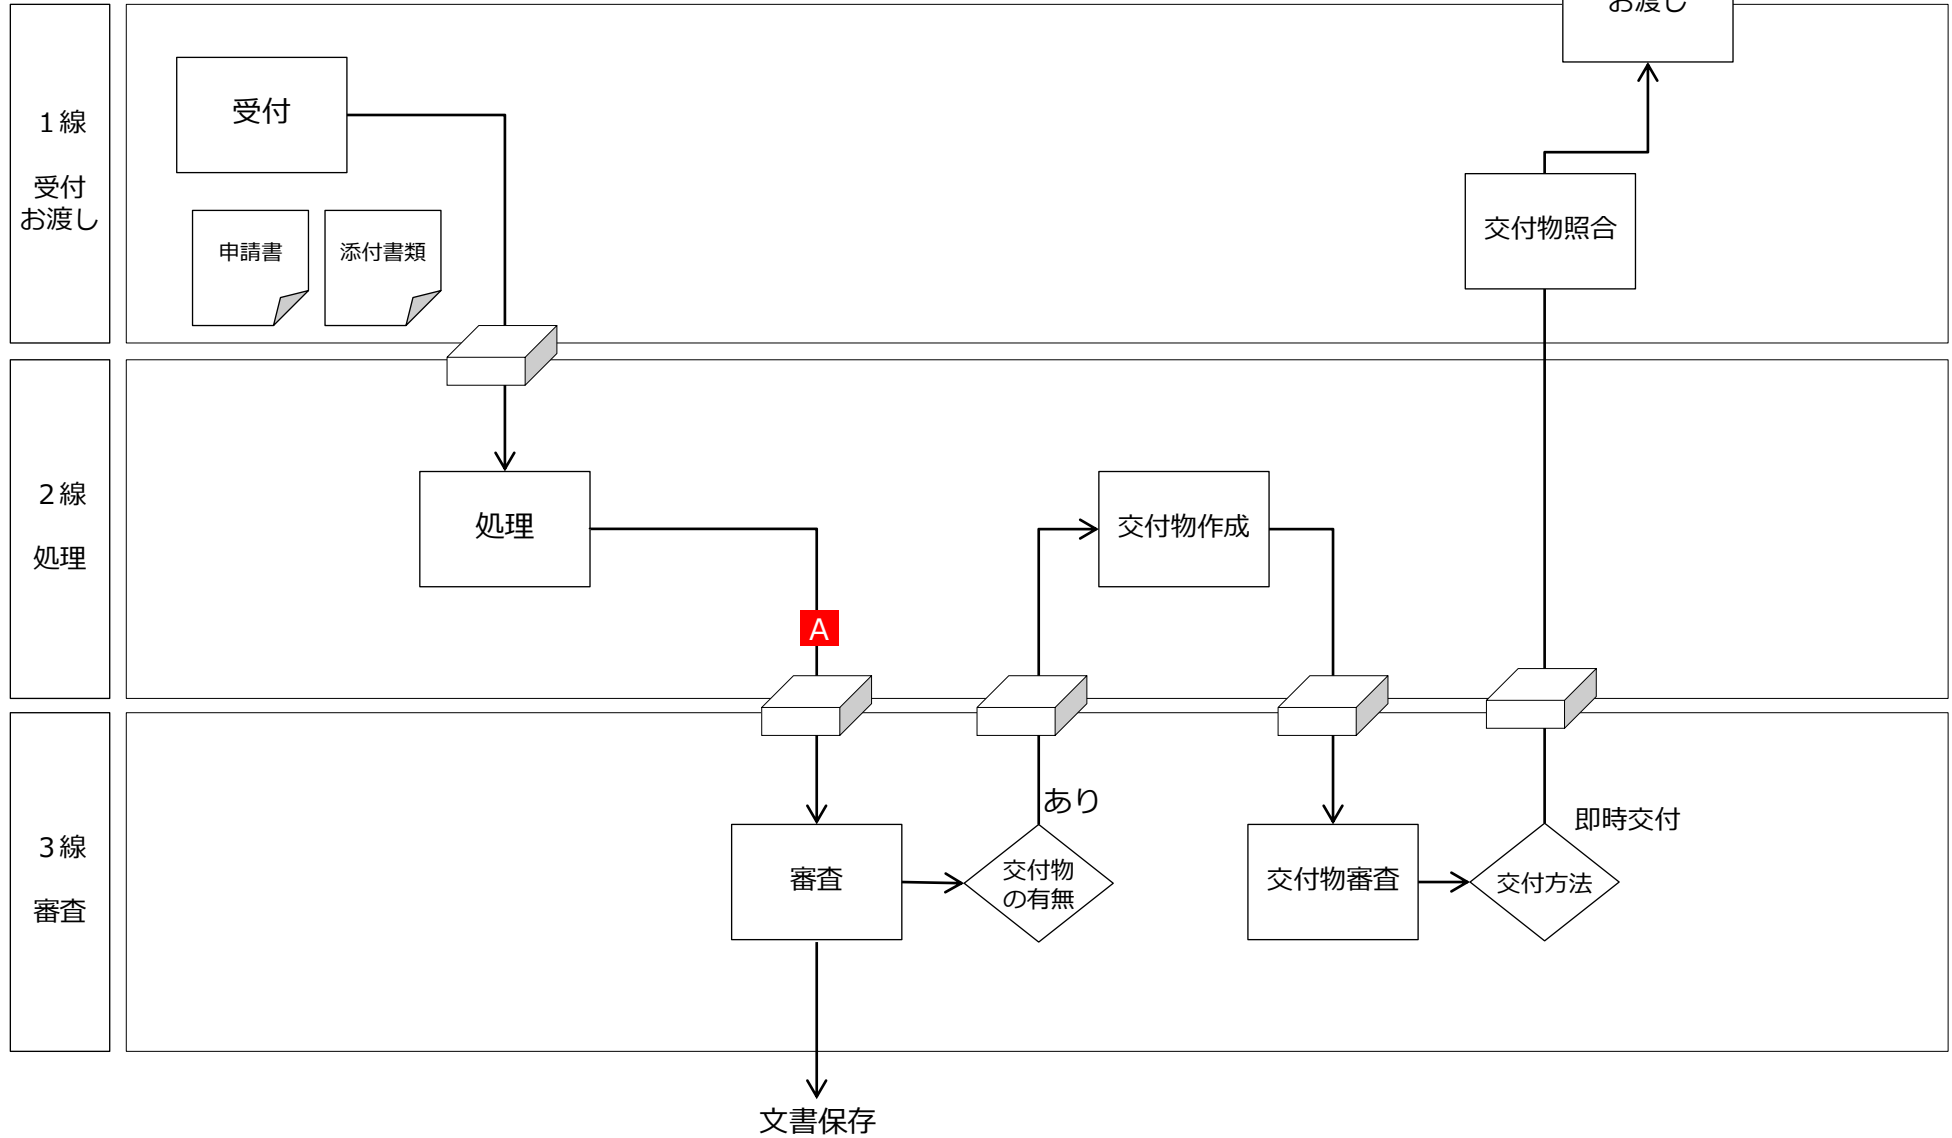 お渡し
１線
受付
お渡し
受付
申請書
添付書類
交付物照合
２線
処理
処理
交付物作成
A
あり
即時交付
３線
審査
審査
交付物
の有無
交付物審査
交付方法
文書保存